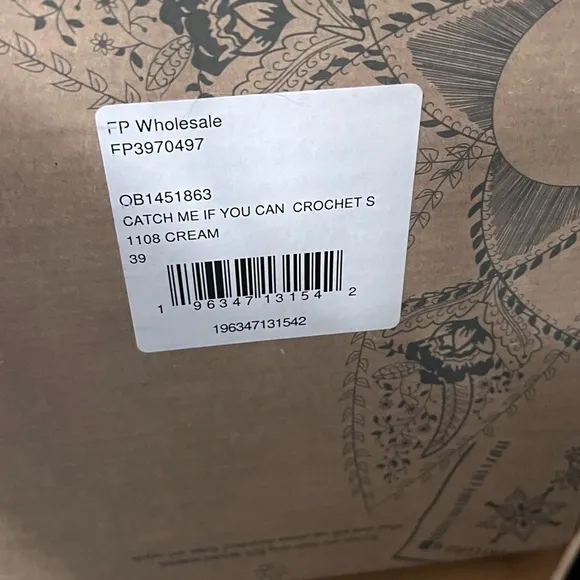 FP Wholesale
FP3970497
OB1451863
CATCH ME IF YOU CAN  CROCHET S
1108 CREAM
39
1 96347 13154 2
196347131542